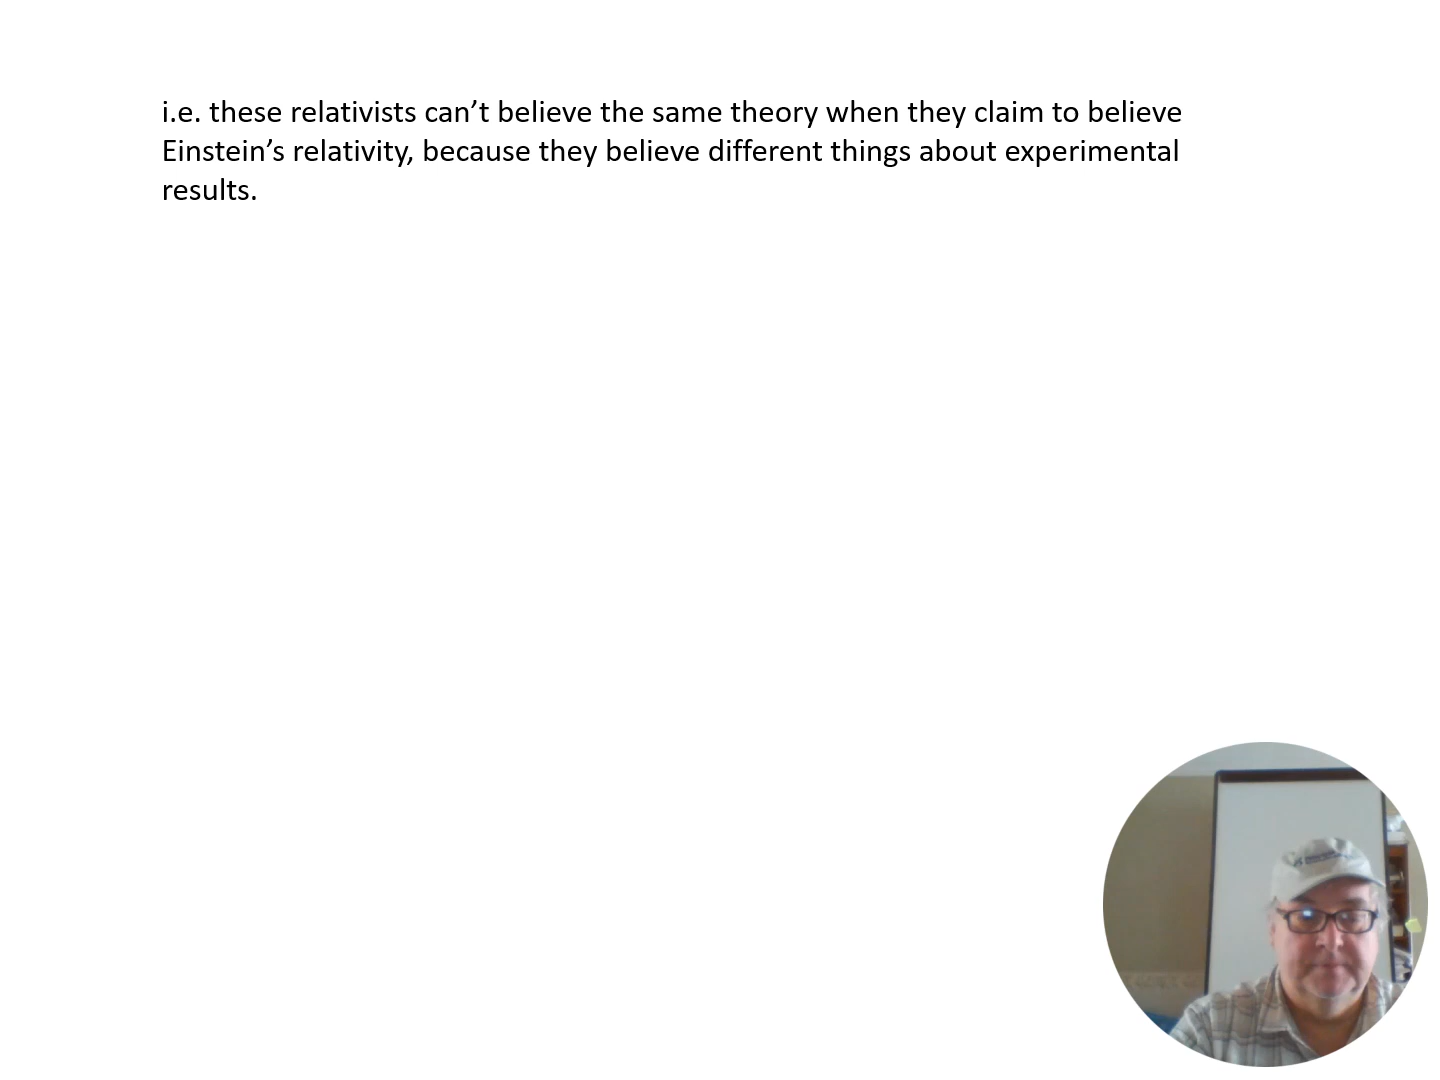 i.e. these relativists can’t believe the same theory when they claim to believe
Einstein’s relativity, because they believe different things about experimental
results.